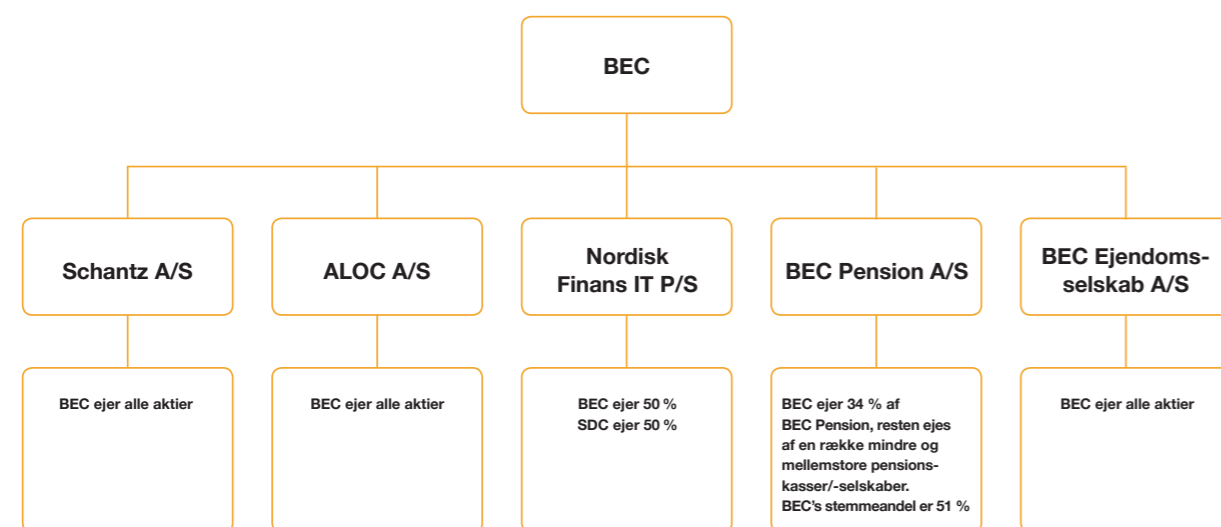 BEC
Schantz A/S
ALOC A/S
Nordisk
Finans IT P/S
BEC Pension A/S
BEC Ejendoms-
selskab A/S
BEC ejer alle aktier
BEC ejer alle aktier
BEC ejer 50 %
SDC ejer 50 %
BEC ejer 34 % af
BEC Pension, resten ejes
af en række mindre og
mellemstore pensions-
kasser/-selskaber.
BEC's stemmeandel er 51 %
BEC ejer alle aktier